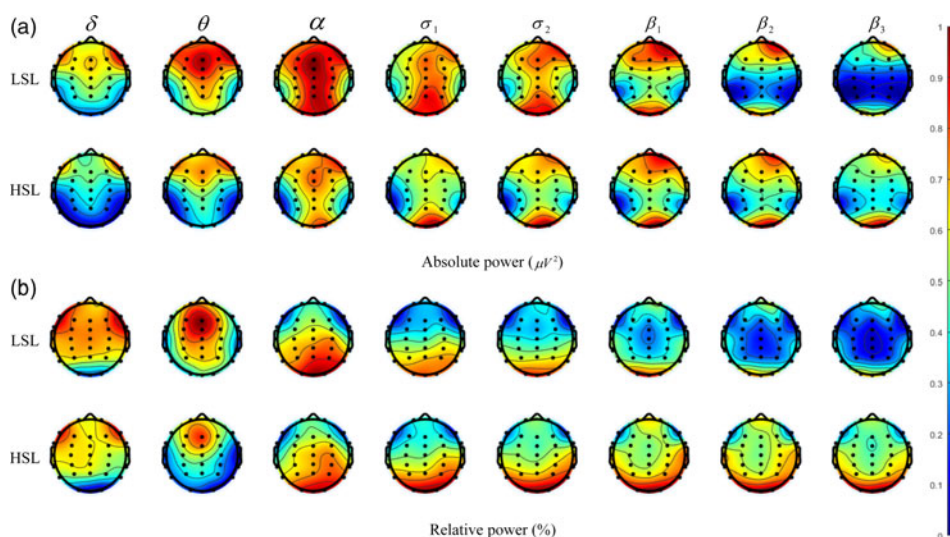 (a) δ θ α σ₁ σ₂ β₁ β₂ β₃
LSL
HSL
Absolute power (μV²)
(b)
LSL
HSL
Relative power (%)
1
0.9
0.8
0.7
0.6
0.5
0.4
0.3
0.2
0.1
0